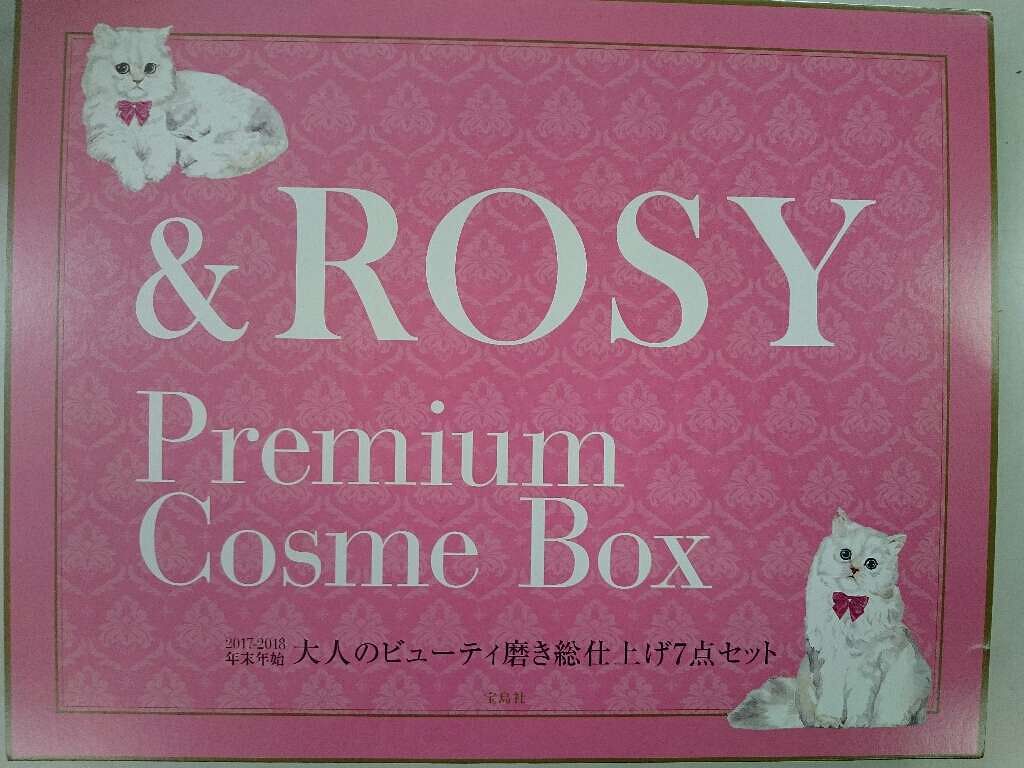 & ROSY
Premium
Cosme Box
2017-2018
年末年始 大人のビューティ磨き総仕上げ7点セット
宝島社